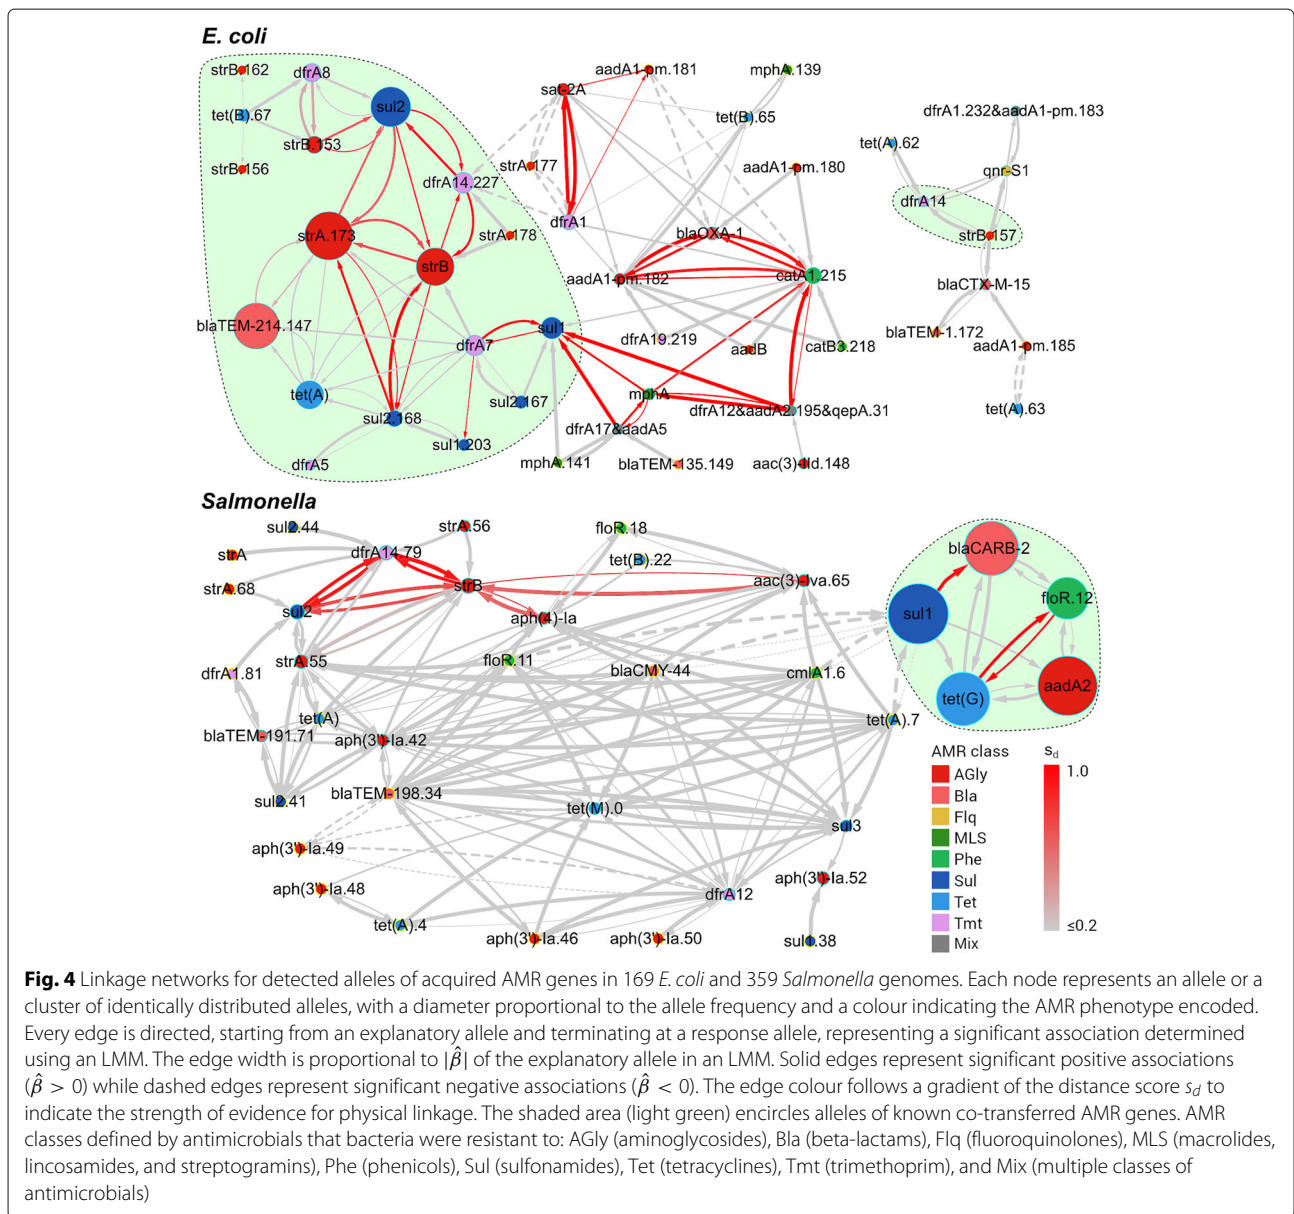 E. coli
strB.162
dfrA8
tet(B).67
sul2
strB.153
strB.156
dfrA14.227
strA.173
strA.178
strB
blaTEM-214.147
dfrA7
sul1
tet(A)
sul2.168
sul2.167
sul1.203
dfrA5
sat-2A
aadA1-pm.181
mphA.139
tet(B).65
strA.177
aadA1-pm.180
dfrA1
blaOXA-1
aadA1-pm.182
catA1.215
dfrA19.219
aadB
catB3.218
mphA
dfrA12&aadA2.195&qepA.31
dfrA17&aadA5
mphA.141
blaTEM-135.149
aac(3)-IId.148
dfrA1.232&aadA1-pm.183
tet(A).62
qnr-S1
dfrA14
strB.157
blaCTX-M-15
blaTEM-1.172
aadA1-pm.185
tet(A).63
Salmonella
sul2.44
strA.56
floR.18
strA
dfrA14.79
tet(B).22
strA.68
strB
aac(3)-Iva.65
sul2
aph(4)-Ia
strA.55
floR.11
blaCMY-44
cmlA1.6
dfrA1.81
tet(A)
tet(A).7
blaTEM-191.71
aph(3')-Ia.42
sul2.41
blaTEM-198.34
tet(M).0
sul3
aph(3')-Ia.49
aph(3')-Ia.48
dfrA12
aph(3')-Ia.52
tet(A).4
aph(3')-Ia.46
aph(3')-Ia.50
sul1.38
blaCARB-2
sul1
floR.12
tet(G)
aadA2
AMR class
AGly
Bla
Flq
MLS
Phe
Sul
Tet
Tmt
Mix
s_d
1.0
≤0.2
Fig. 4 Linkage networks for detected alleles of acquired AMR genes in 169 E. coli and 359 Salmonella genomes. Each node represents an allele or a
cluster of identically distributed alleles, with a diameter proportional to the allele frequency and a colour indicating the AMR phenotype encoded.
Every edge is directed, starting from an explanatory allele and terminating at a response allele, representing a significant association determined
using an LMM. The edge width is proportional to |β̂| of the explanatory allele in an LMM. Solid edges represent significant positive associations
(β̂ > 0) while dashed edges represent significant negative associations (β̂ < 0). The edge colour follows a gradient of the distance score s_d to
indicate the strength of evidence for physical linkage. The shaded area (light green) encircles alleles of known co-transferred AMR genes. AMR
classes defined by antimicrobials that bacteria were resistant to: AGly (aminoglycosides), Bla (beta-lactams), Flq (fluoroquinolones), MLS (macrolides,
lincosamides, and streptogramins), Phe (phenicols), Sul (sulfonamides), Tet (tetracyclines), Tmt (trimethoprim), and Mix (multiple classes of
antimicrobials)